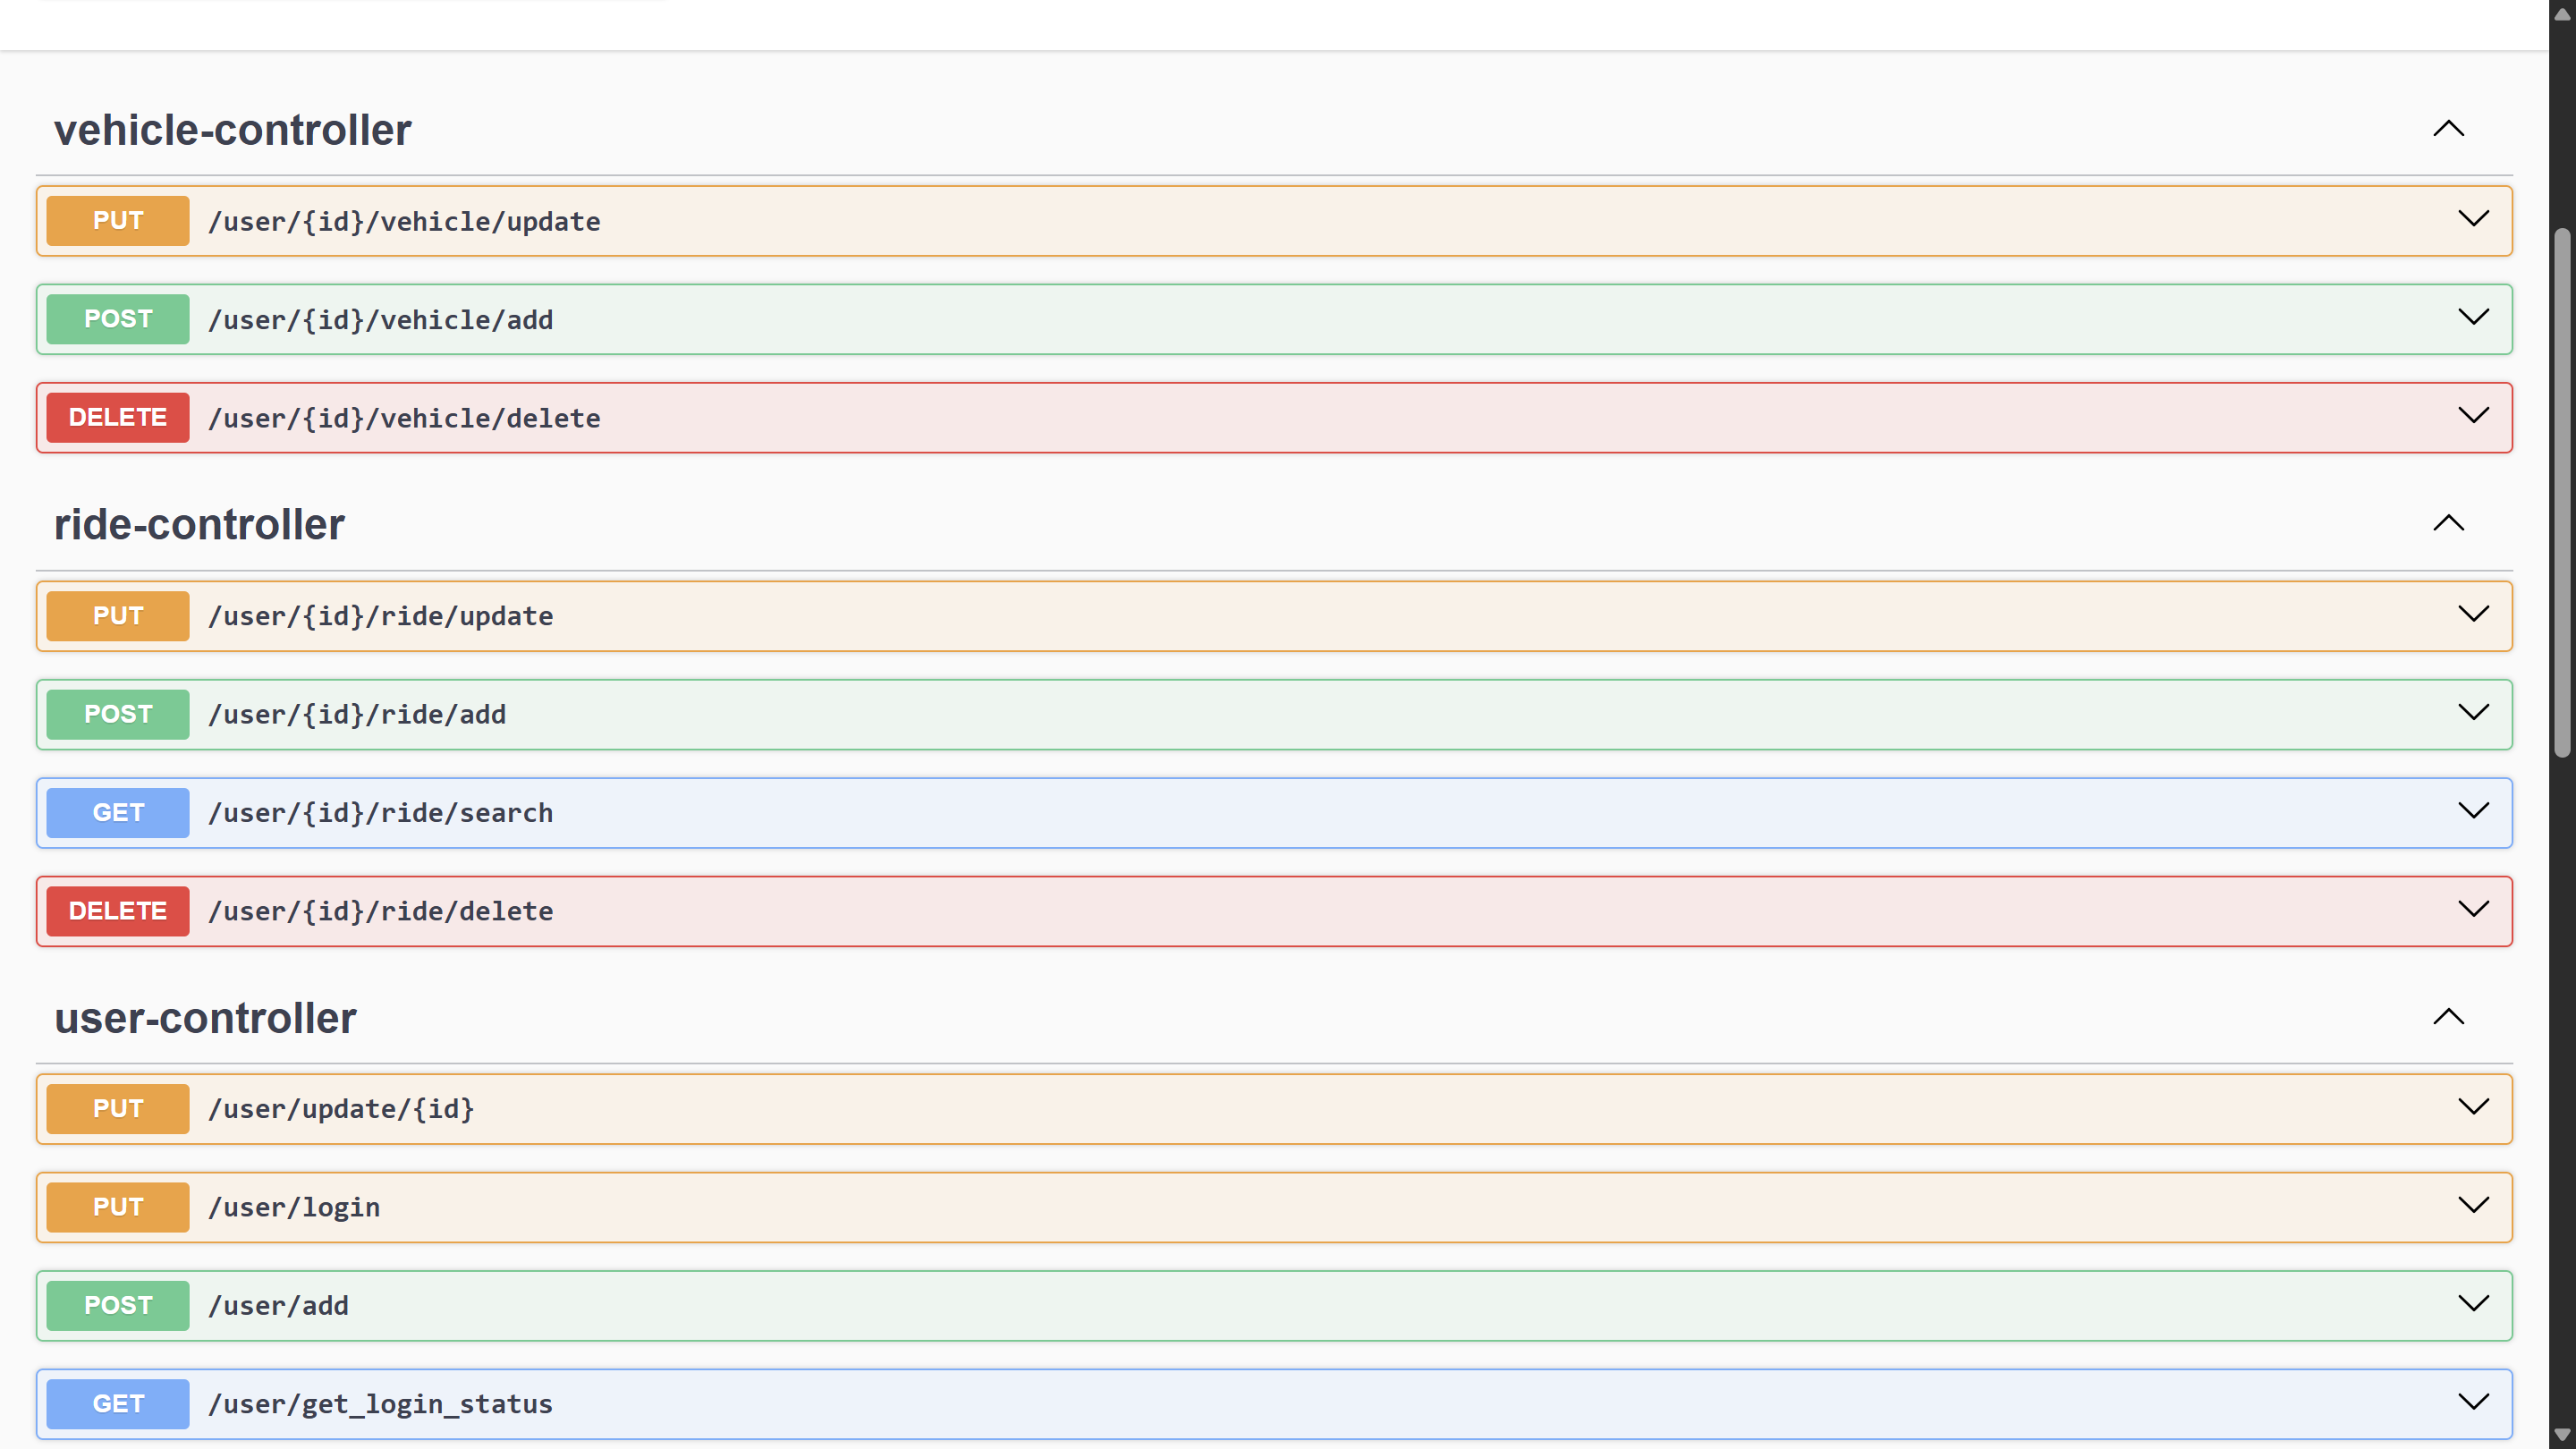 vehicle-controller
PUT /user/{id}/vehicle/update
POST /user/{id}/vehicle/add
DELETE /user/{id}/vehicle/delete
ride-controller
PUT /user/{id}/ride/update
POST /user/{id}/ride/add
GET /user/{id}/ride/search
DELETE /user/{id}/ride/delete
user-controller
PUT /user/update/{id}
PUT /user/login
POST /user/add
GET /user/get_login_status